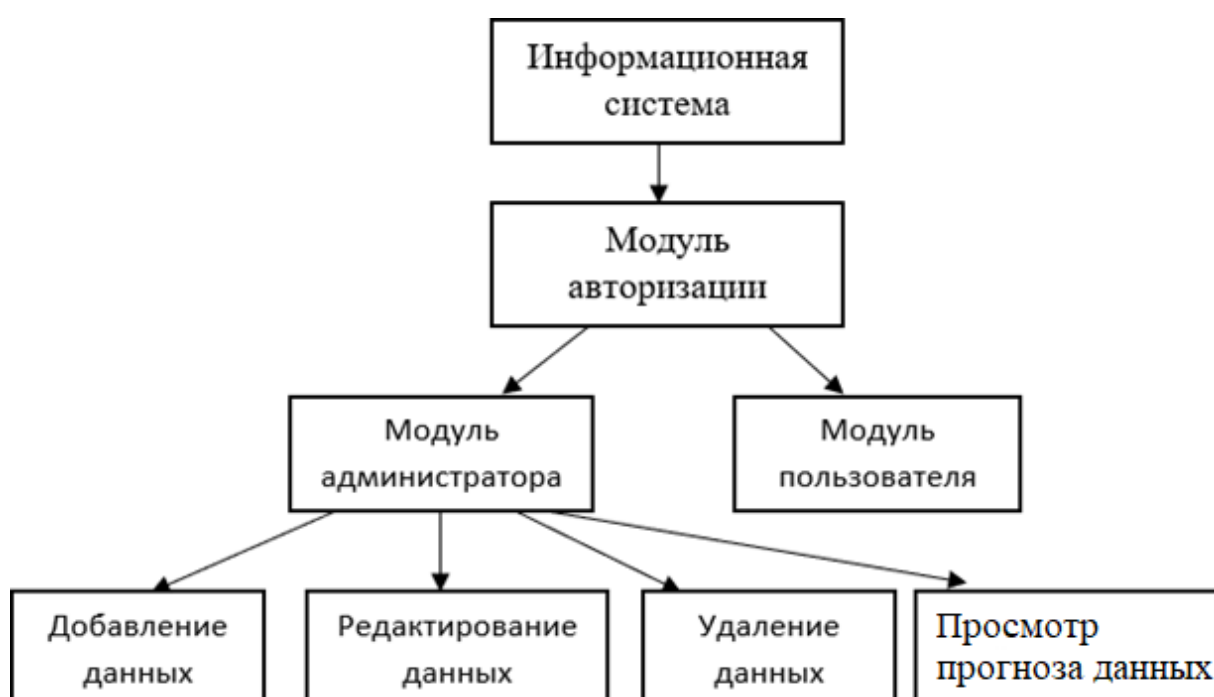 Информационная
система
Модуль
авторизации
Модуль
администратора
Модуль
пользователя
Добавление
данных
Редактирование
данных
Удаление
данных
Просмотр
прогноза данных